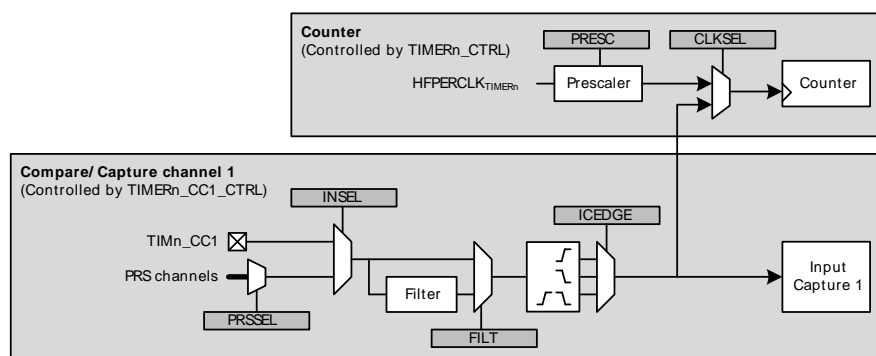 Counter
(Controlled by TIMERn_CTRL)
PRESC
CLKSEL
HFPERCLKTIMERn
Prescaler
Counter
Compare/ Capture channel 1
(Controlled by TIMERn_CC1_CTRL)
INSEL
ICEDGE
TIMn_CC1
PRS channels
Filter
Input
Capture 1
PRSSEL
FILT